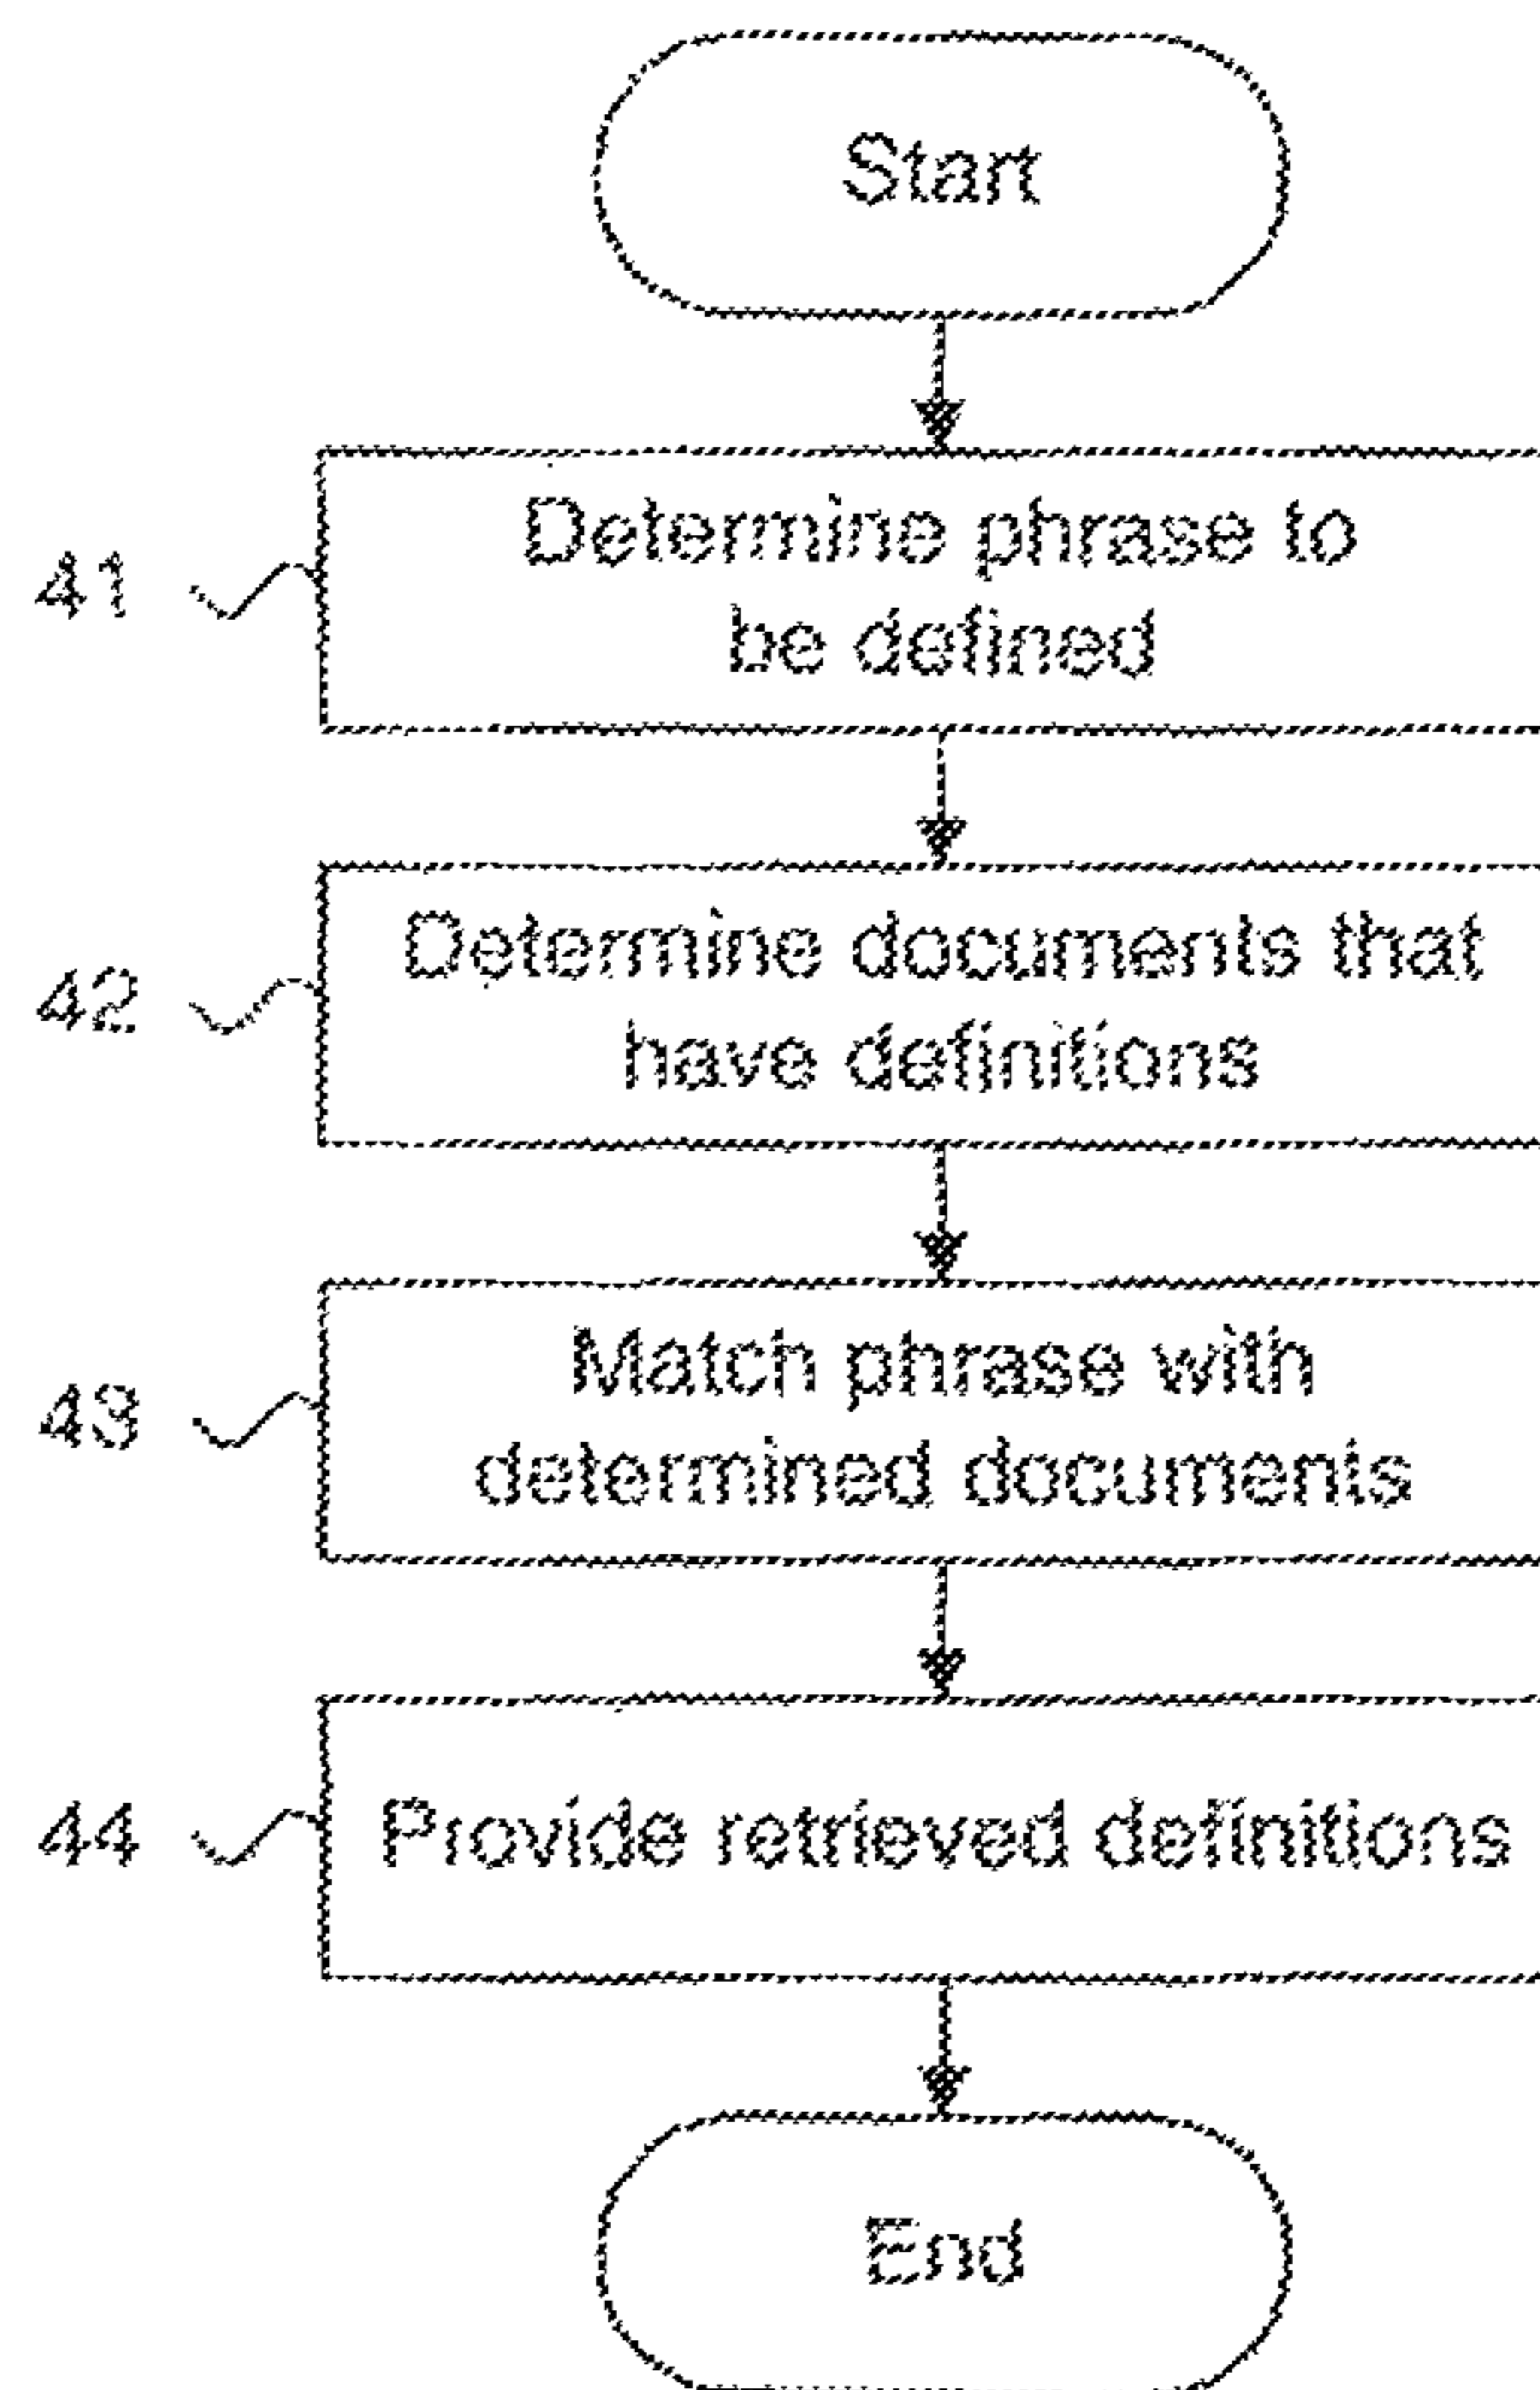 Start
41
Determine phrase to
be defined
42
Determine documents that
have definitions
43
Match phrase with
determined documents
44
Provide retrieved definitions
End